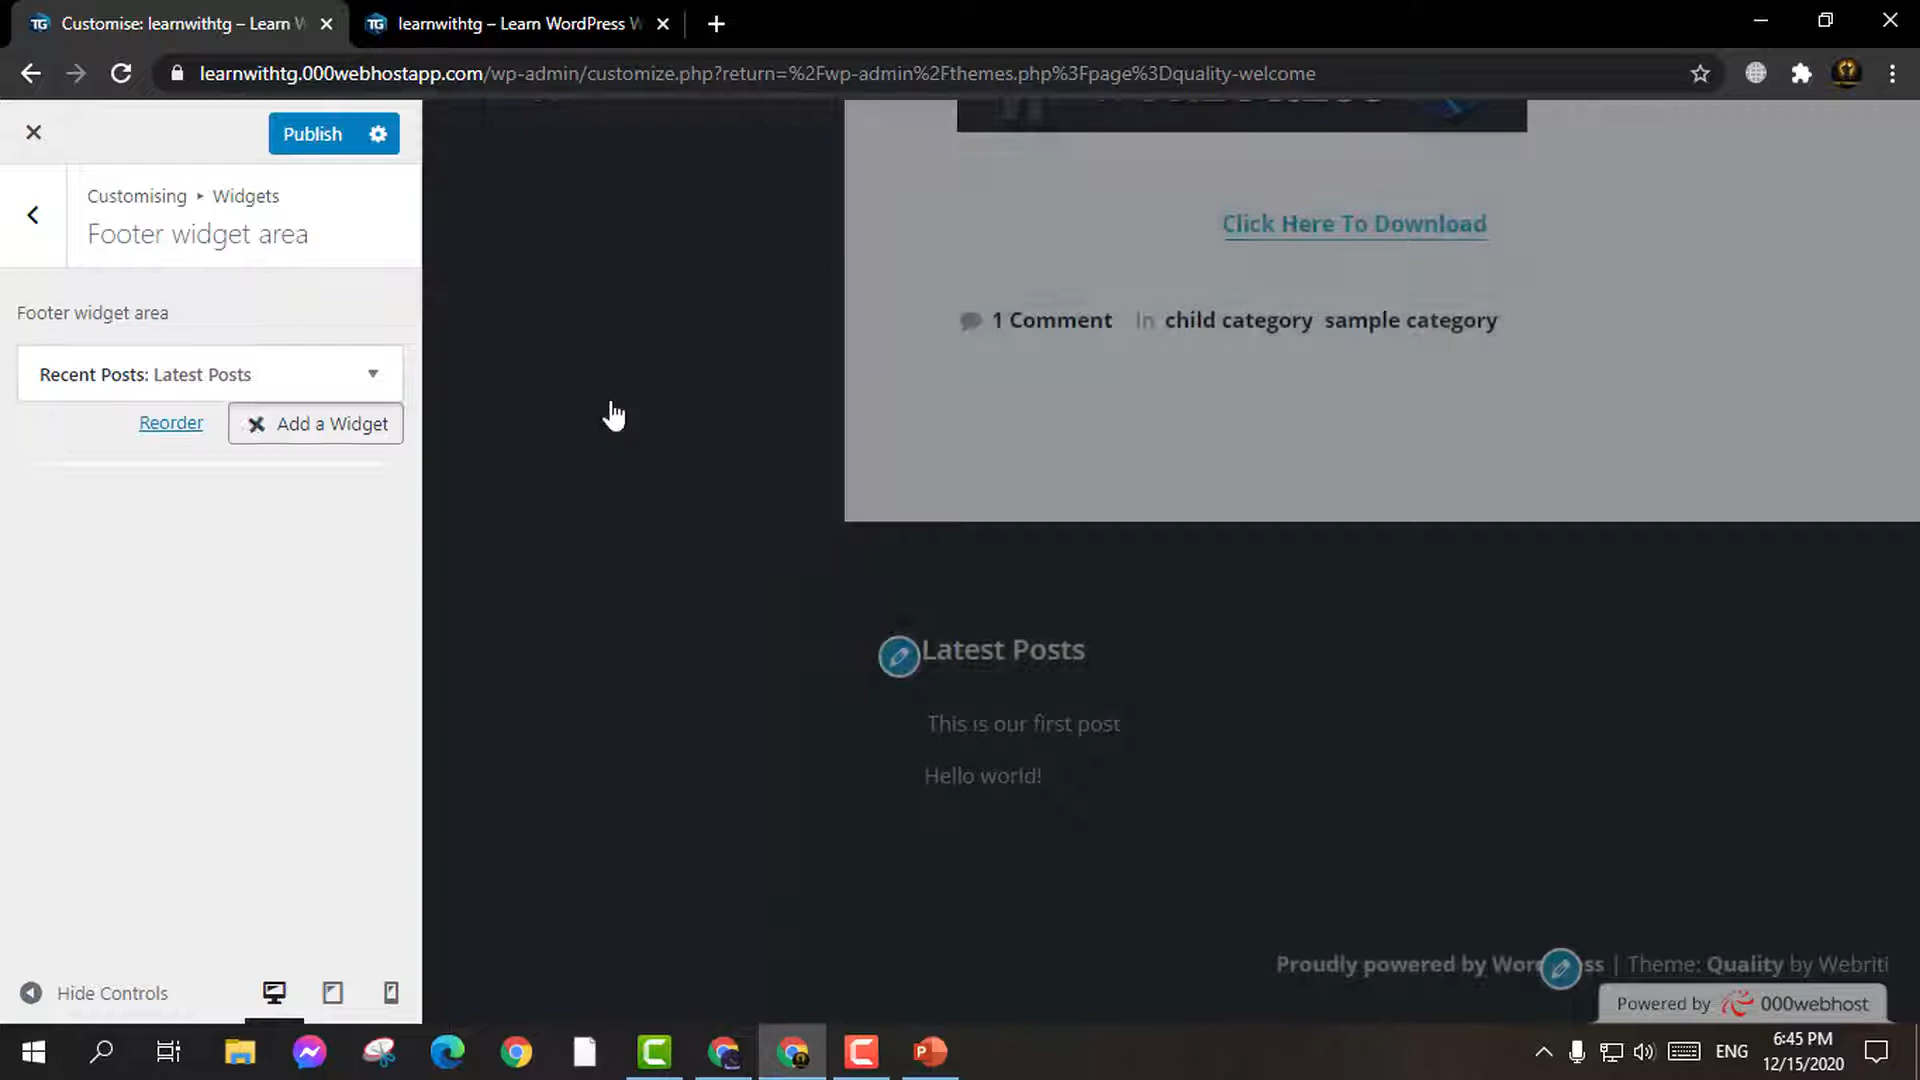 Customise: learnwithtg – Learn W
learnwithtg – Learn WordPress W
learnwithtg.000webhostapp.com/wp-admin/customize.php?return=%2Fwp-admin%2Fthemes.php%3Fpage%3Dquality-welcome
Publish
Customising ▸ Widgets
Footer widget area
Footer widget area
Recent Posts: Latest Posts
Reorder
Add a Widget
Click Here To Download
1 Comment In child category sample category
Latest Posts
This is our first post
Hello world!
Proudly powered by Wor ss | Theme: Quality by Webriti
Powered by 000webhost
Hide Controls
ENG
6:45 PM
12/15/2020